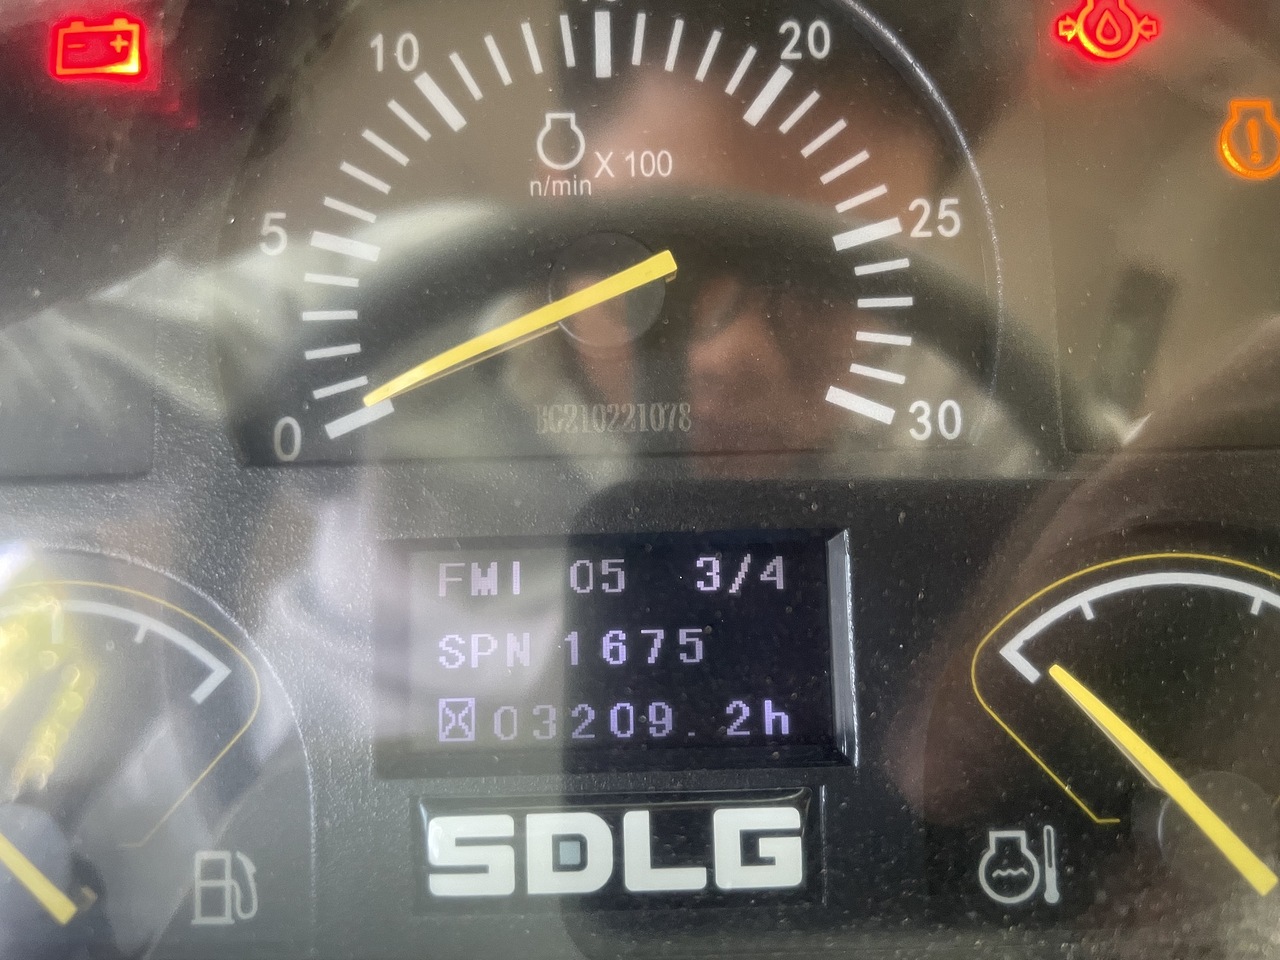 10
20
X 100
n/min
5
25
0
BG210221078
30
FMI 05 3/4
SPN 1675
03209.2h
SDLG